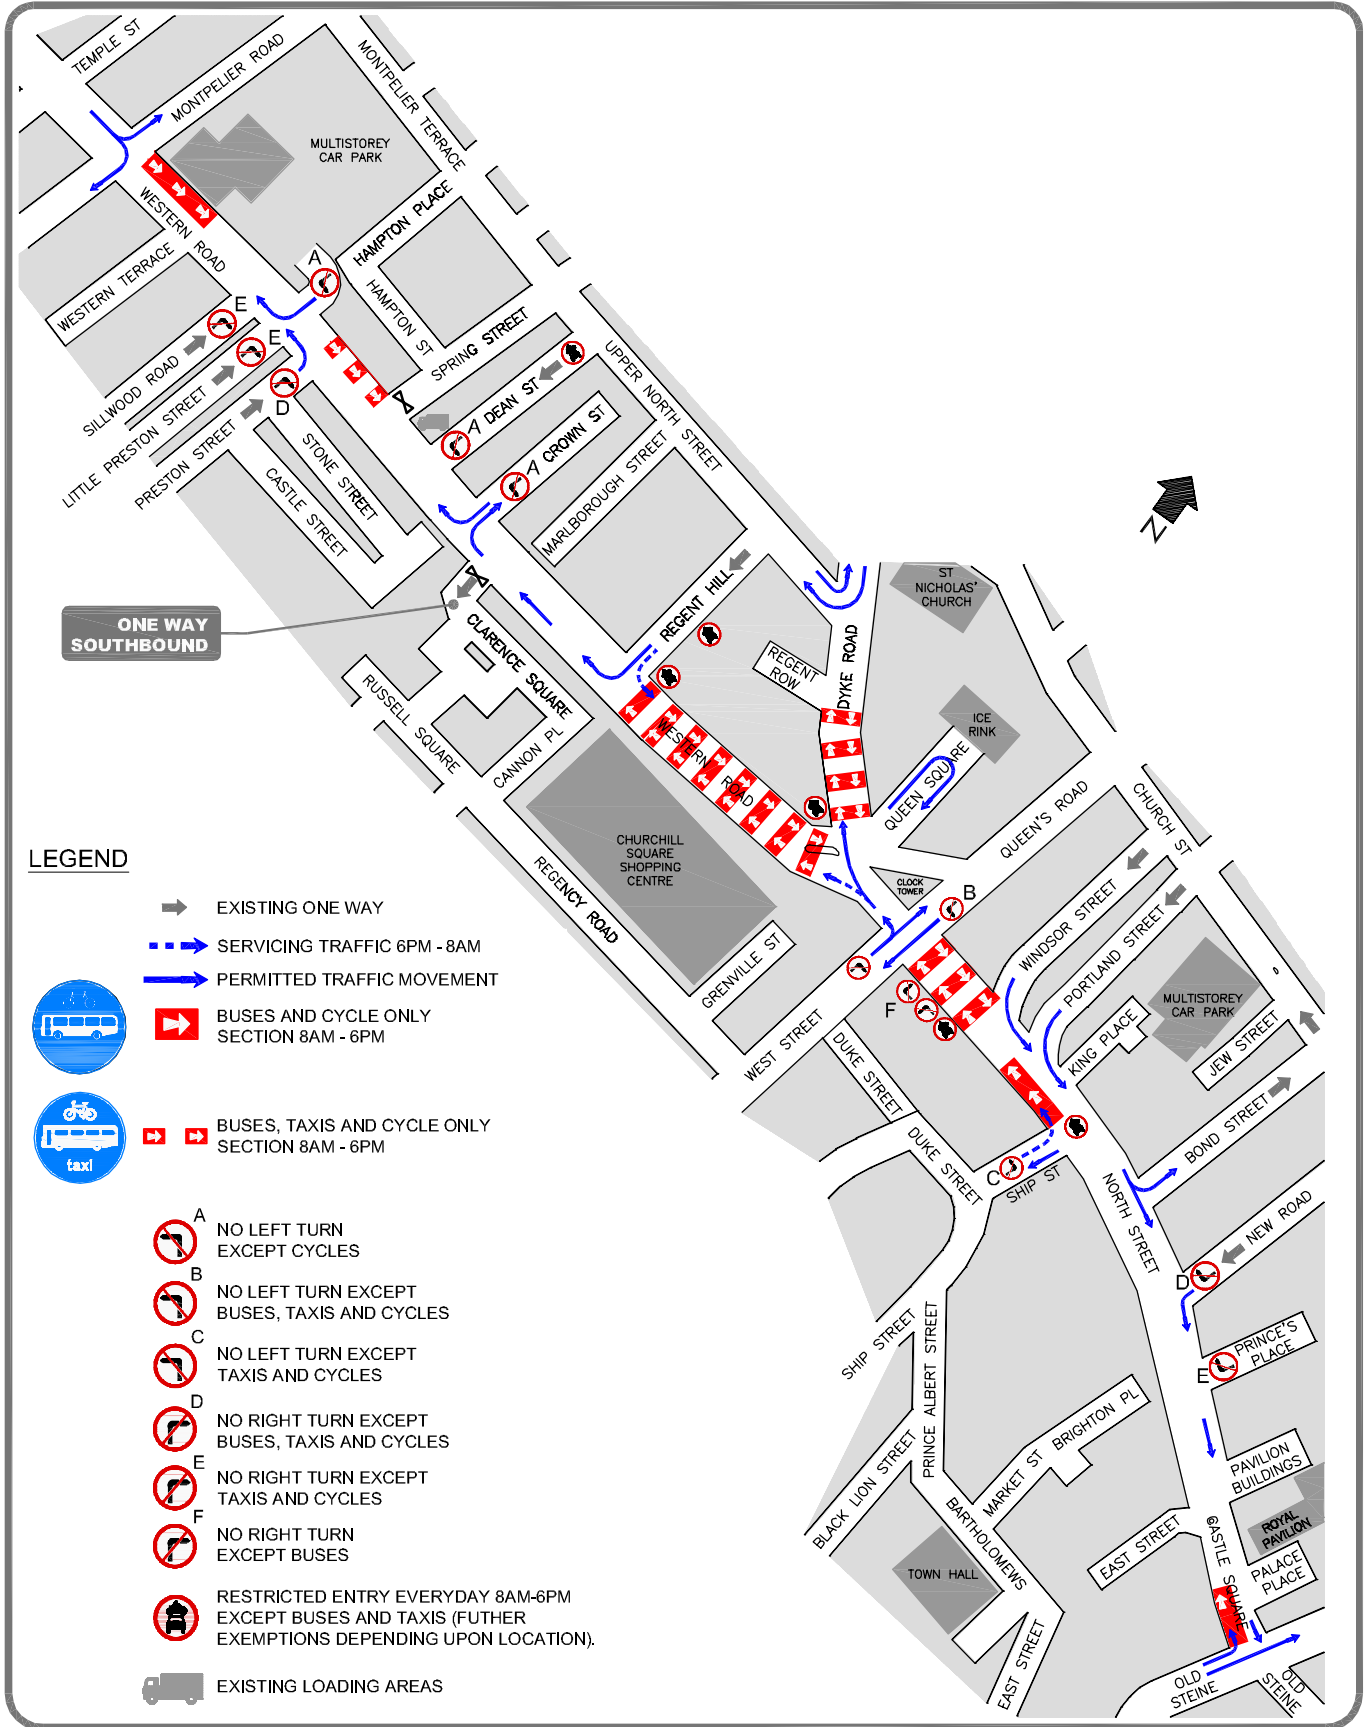 TEMPLE ST
MONTPELIER ROAD
MONTPELIER TERRACE
MULTISTOREY
CAR PARK
WESTERN ROAD
HAMPTON PLACE
WESTERN TERRACE
A
HAMPTON ST
E
E
SPRING STREET
SILLWOOD ROAD
LITTLE PRESTON STREET
PRESTON STREET
D
STONE STREET
CASTLE STREET
A
DEAN ST
A
CROWN ST
UPPER NORTH STREET
MARLBOROUGH STREET
N
ONE WAY
SOUTHBOUND
REGENT HILL
CLARENCE SQUARE
RUSSELL SQUARE
CANNON PL
REGENT
ROW
DYKE ROAD
ST
NICHOLAS'
CHURCH
ICE
RINK
WESTERN ROAD
QUEEN SQUARE
QUEEN'S ROAD
CHURCH ST
CHURCHILL
SQUARE
SHOPPING
CENTRE
REGENCY ROAD
CLOCK
TOWER
B
GRENVILLE ST
WINDSOR STREET
PORTLAND STREET
F
WEST STREET
DUKE STREET
KING PLACE
MULTISTOREY
CAR PARK
JEW STREET
DUKE STREET
C
SHIP ST
BOND STREET
NORTH STREET
NEW ROAD
D
SHIP STREET
PRINCE ALBERT STREET
E
PRINCE'S
PLACE
BRIGHTON PL
MARKET ST
BLACK LION STREET
BARTHOLOMEWS
PAVILION
BUILDINGS
ROYAL
PAVILION
EAST STREET
CASTLE SQUARE
PALACE
PLACE
TOWN HALL
EAST STREET
OLD
STEINE
OLD
STEINE
LEGEND
EXISTING ONE WAY
SERVICING TRAFFIC 6PM - 8AM
PERMITTED TRAFFIC MOVEMENT
BUSES AND CYCLE ONLY
SECTION 8AM - 6PM
taxi
BUSES, TAXIS AND CYCLE ONLY
SECTION 8AM - 6PM
A
NO LEFT TURN
EXCEPT CYCLES
B
NO LEFT TURN EXCEPT
BUSES, TAXIS AND CYCLES
C
NO LEFT TURN EXCEPT
TAXIS AND CYCLES
D
NO RIGHT TURN EXCEPT
BUSES, TAXIS AND CYCLES
E
NO RIGHT TURN EXCEPT
TAXIS AND CYCLES
F
NO RIGHT TURN
EXCEPT BUSES
RESTRICTED ENTRY EVERYDAY 8AM-6PM
EXCEPT BUSES AND TAXIS (FUTHER
EXEMPTIONS DEPENDING UPON LOCATION).
EXISTING LOADING AREAS